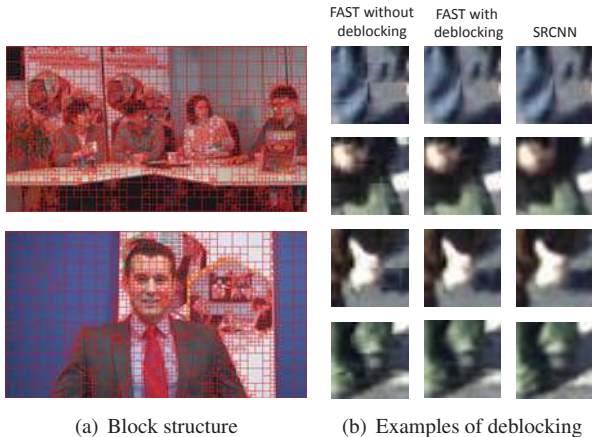 FAST without
deblocking
FAST with
deblocking
SRCNN
(a) Block structure
(b) Examples of deblocking